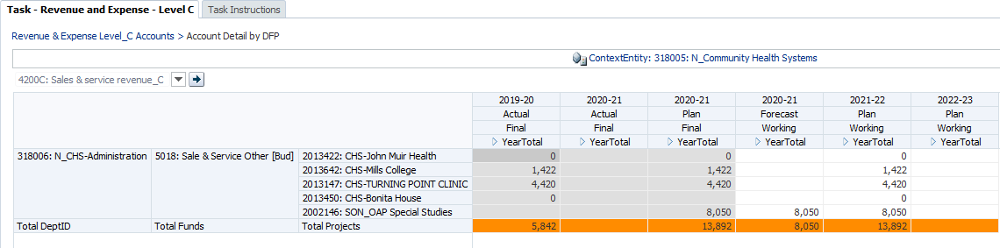 Task - Revenue and Expense - Level C Task Instructions
Revenue & Expense Level_C Accounts > Account Detail by DFP
ContextEntity: 318005: N_Community Health Systems
4200C: Sales & service revenue_C
2019-20 2020-21 2020-21 2020-21 2021-22 2022-23
Actual Actual Plan Forecast Plan Plan
Final Final Final Working Working Working
YearTotal YearTotal YearTotal YearTotal YearTotal YearTotal
318006: N_CHS-Administration 5018: Sale & Service Other [Bud] 2013422: CHS-John Muir Health 0 0 0
2013642: CHS-Mills College 1,422 1,422 1,422
2013147: CHS-TURNING POINT CLINIC 4,420 4,420 4,420
2013450: CHS-Bonita House 0 0
2002146: SON_OAP Special Studies 8,050 8,050 8,050
Total DeptID Total Funds Total Projects 5,842 13,892 8,050 13,892